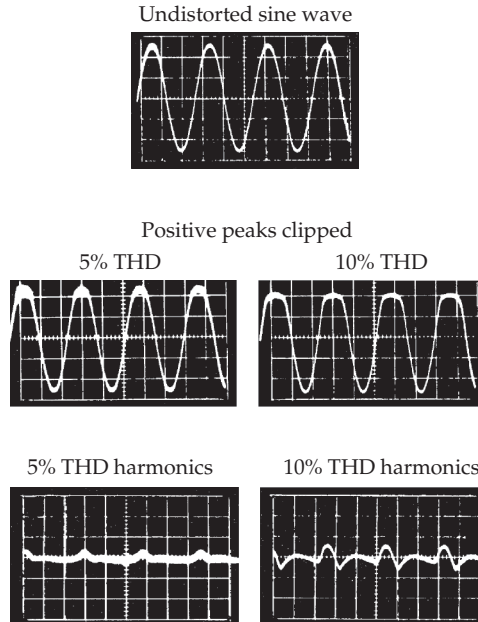 Undistorted sine wave
Positive peaks clipped
5% THD
10% THD
5% THD harmonics
10% THD harmonics